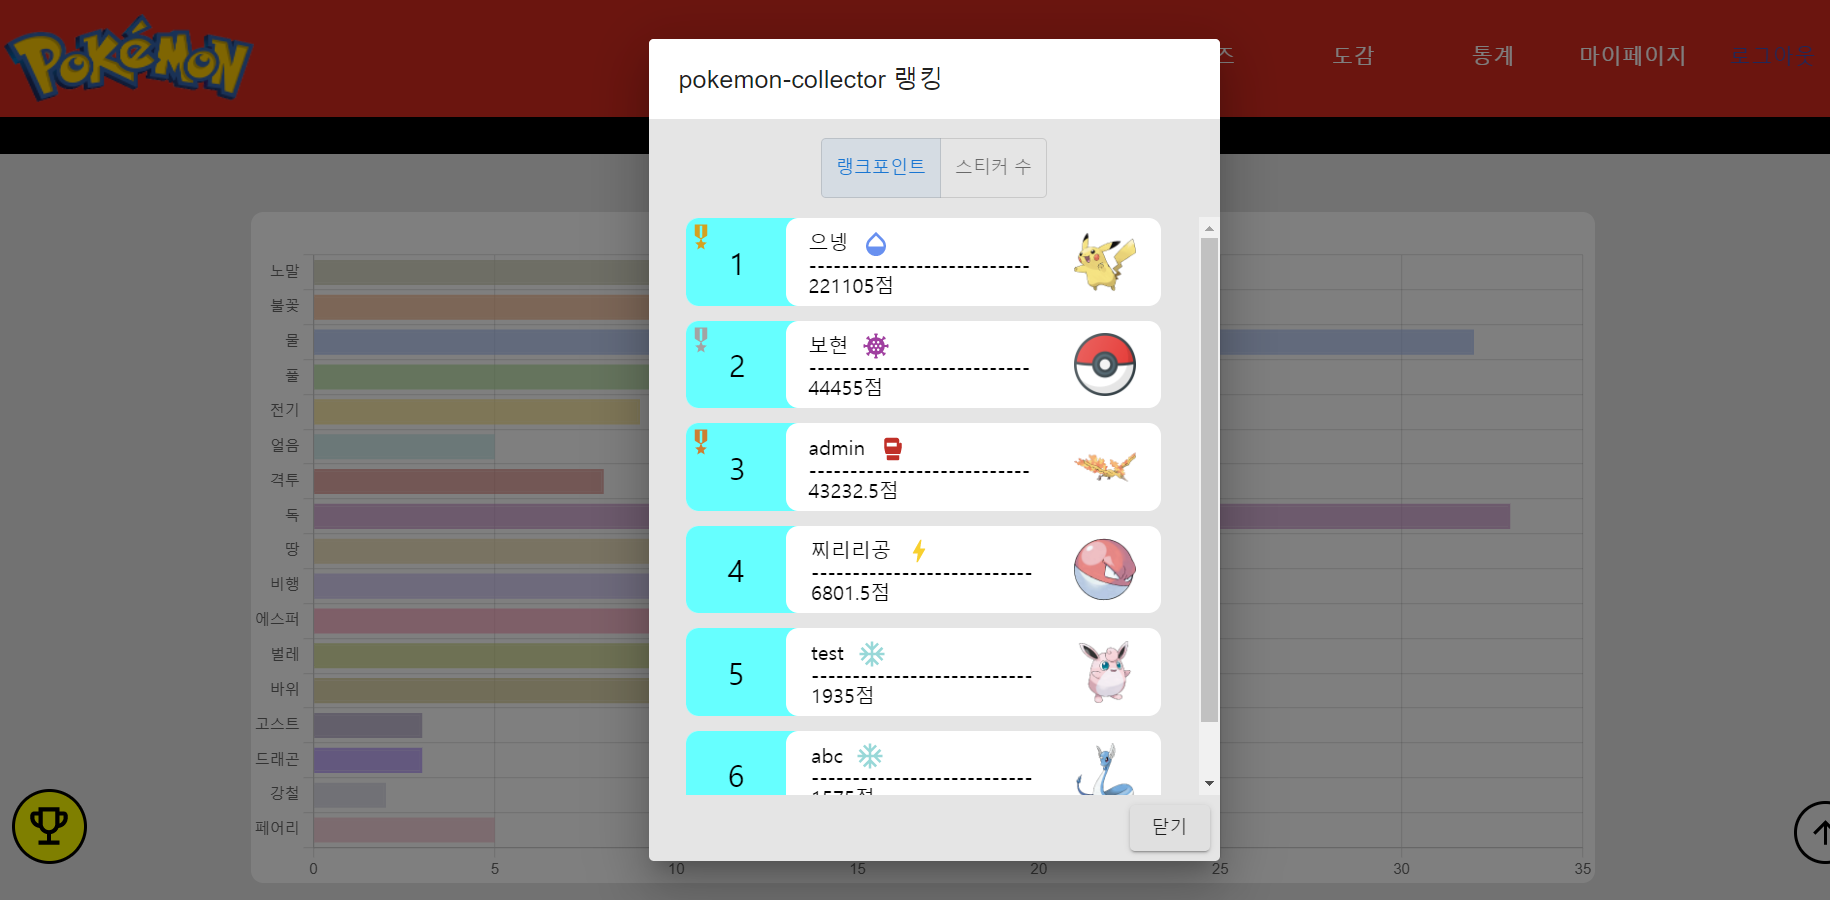 POKéMON
즈 도감 통계 마이페이지 로그아웃
pokemon-collector 랭킹
랭크포인트 스티커 수
1
으넹
---------------------------
221105점
2
보현
---------------------------
44455점
3
admin
---------------------------
43232.5점
4
찌리리공
---------------------------
6801.5점
5
test
---------------------------
1935점
6
abc
---------------------------
1575점
닫기
노말
불꽃
물
풀
전기
얼음
격투
독
땅
비행
에스퍼
벌레
바위
고스트
드래곤
강철
페어리
0 5 10 15 20 25 30 35